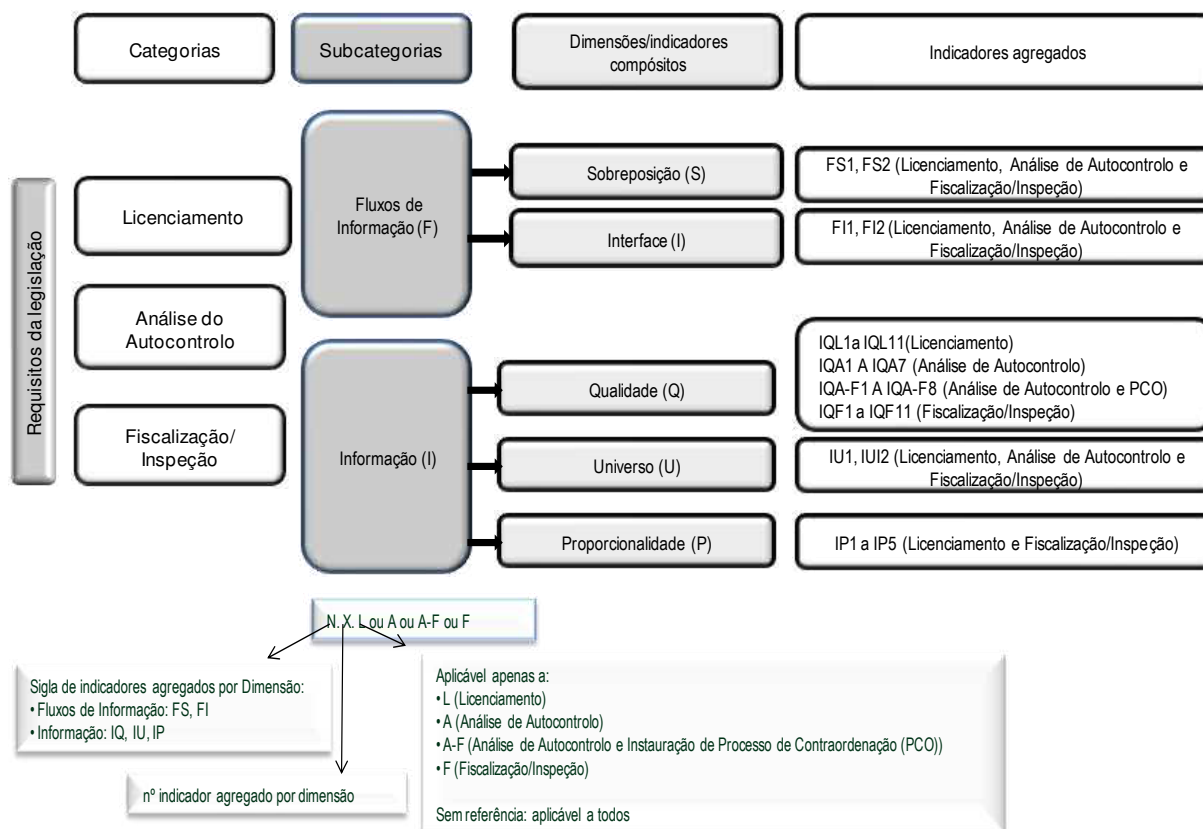 Categorias
Subcategorias
Dimensões/indicadores
compósitos
Indicadores agregados
Requisitos da legislação
Licenciamento
Análise do
Autocontrolo
Fiscalização/
Inspeção
Fluxos de
Informação (F)
Sobreposição (S)
FS1, FS2 (Licenciamento, Análise de Autocontrolo e
Fiscalização/Inspeção)
Interface (I)
FI1, FI2 (Licenciamento, Análise de Autocontrolo e
Fiscalização/Inspeção)
Informação (I)
Qualidade (Q)
IQL1a IQL11(Licenciamento)
IQA1 A IQA7 (Análise de Autocontrolo)
IQA-F1 A IQA-F8 (Análise de Autocontrolo e PCO)
IQF1 a IQF11 (Fiscalização/Inspeção)
Universo (U)
IU1, IUI2 (Licenciamento, Análise de Autocontrolo e
Fiscalização/Inspeção)
Proporcionalidade (P)
IP1 a IP5 (Licenciamento e Fiscalização/Inspeção)
N. X. L ou A ou A-F ou F
Sigla de indicadores agregados por Dimensão:
• Fluxos de Informação: FS, FI
• Informação: IQ, IU, IP
nº indicador agregado por dimensão
Aplicável apenas a:
• L (Licenciamento)
• A (Análise de Autocontrolo)
• A-F (Análise de Autocontrolo e Instauração de Processo de Contraordenação (PCO))
• F (Fiscalização/Inspeção)
Sem referência: aplicável a todos